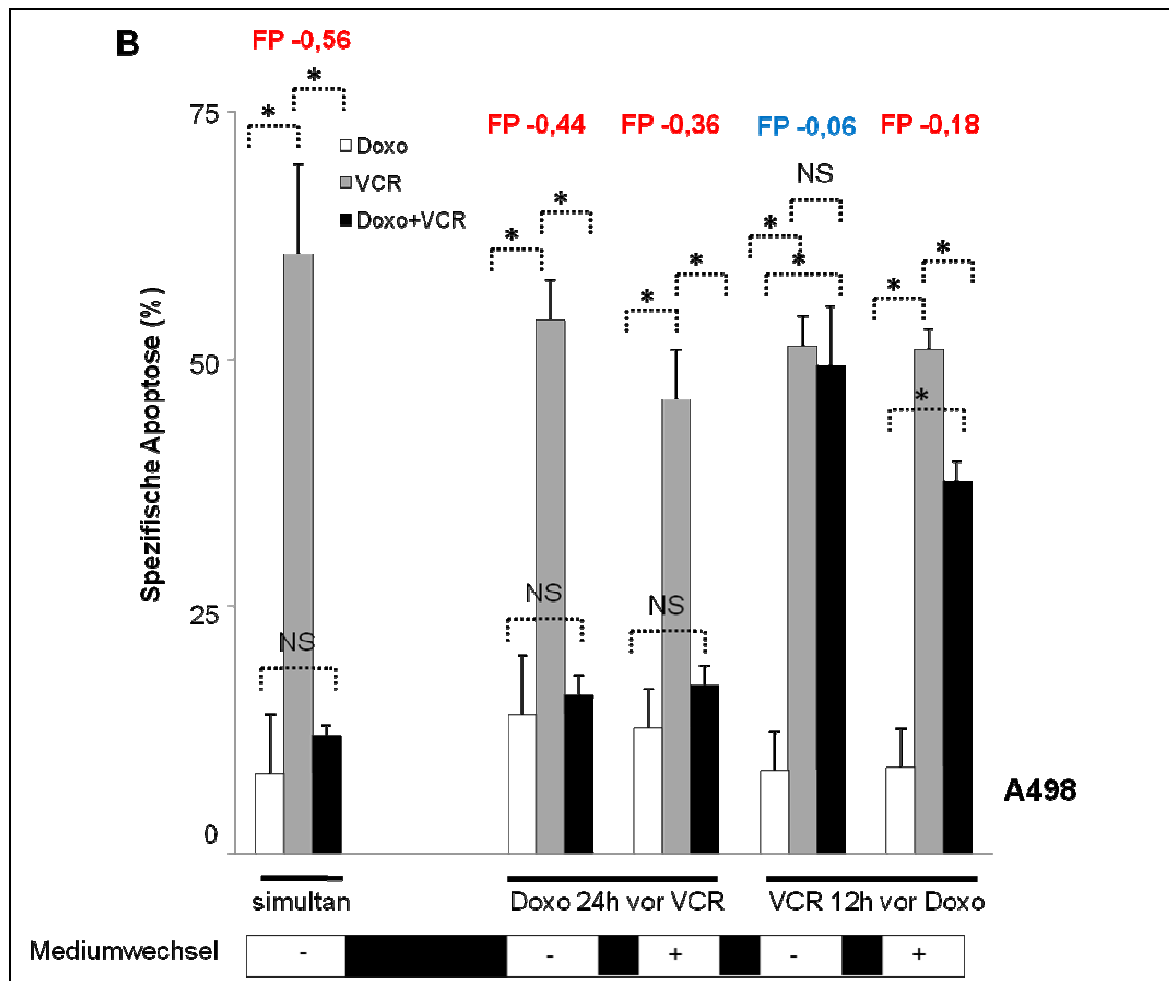 B
FP -0,56
* *
75
FP -0,44 FP -0,36 FP -0,06 FP -0,18
Doxo
VCR
Doxo+VCR
NS
* * * *
* * * *
50
*
Spezifische Apoptose (%)
25
NS NS
NS
0
A498
simultan Doxo 24h vor VCR VCR 12h vor Doxo
Mediumwechsel - - + - +